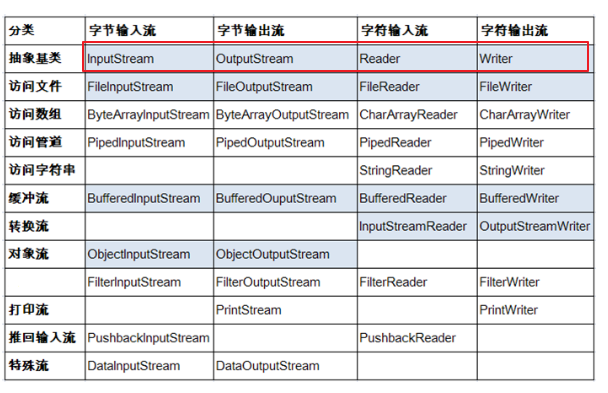 分类 字节输入流 字节输出流 字符输入流 字符输出流
抽象基类 InputStream OutputStream Reader Writer
访问文件 FileInputStream FileOutputStream FileReader FileWriter
访问数组 ByteArrayInputStream ByteArrayOutputStream CharArrayReader CharArrayWriter
访问管道 PipedInputStream PipedOutputStream PipedReader PipedWriter
访问字符串 StringReader StringWriter
缓冲流 BufferedInputStream BufferedOuputStream BufferedReader BufferedWriter
转换流 InputStreamReader OutputStreamWriter
对象流 ObjectInputStream ObjectOutputStream
FilterInputStream FilterOutputStream FilterReader FilterWriter
打印流 PrintStream PrintWriter
推回输入流 PushbackInputStream PushbackReader
特殊流 DataInputStream DataOutputStream